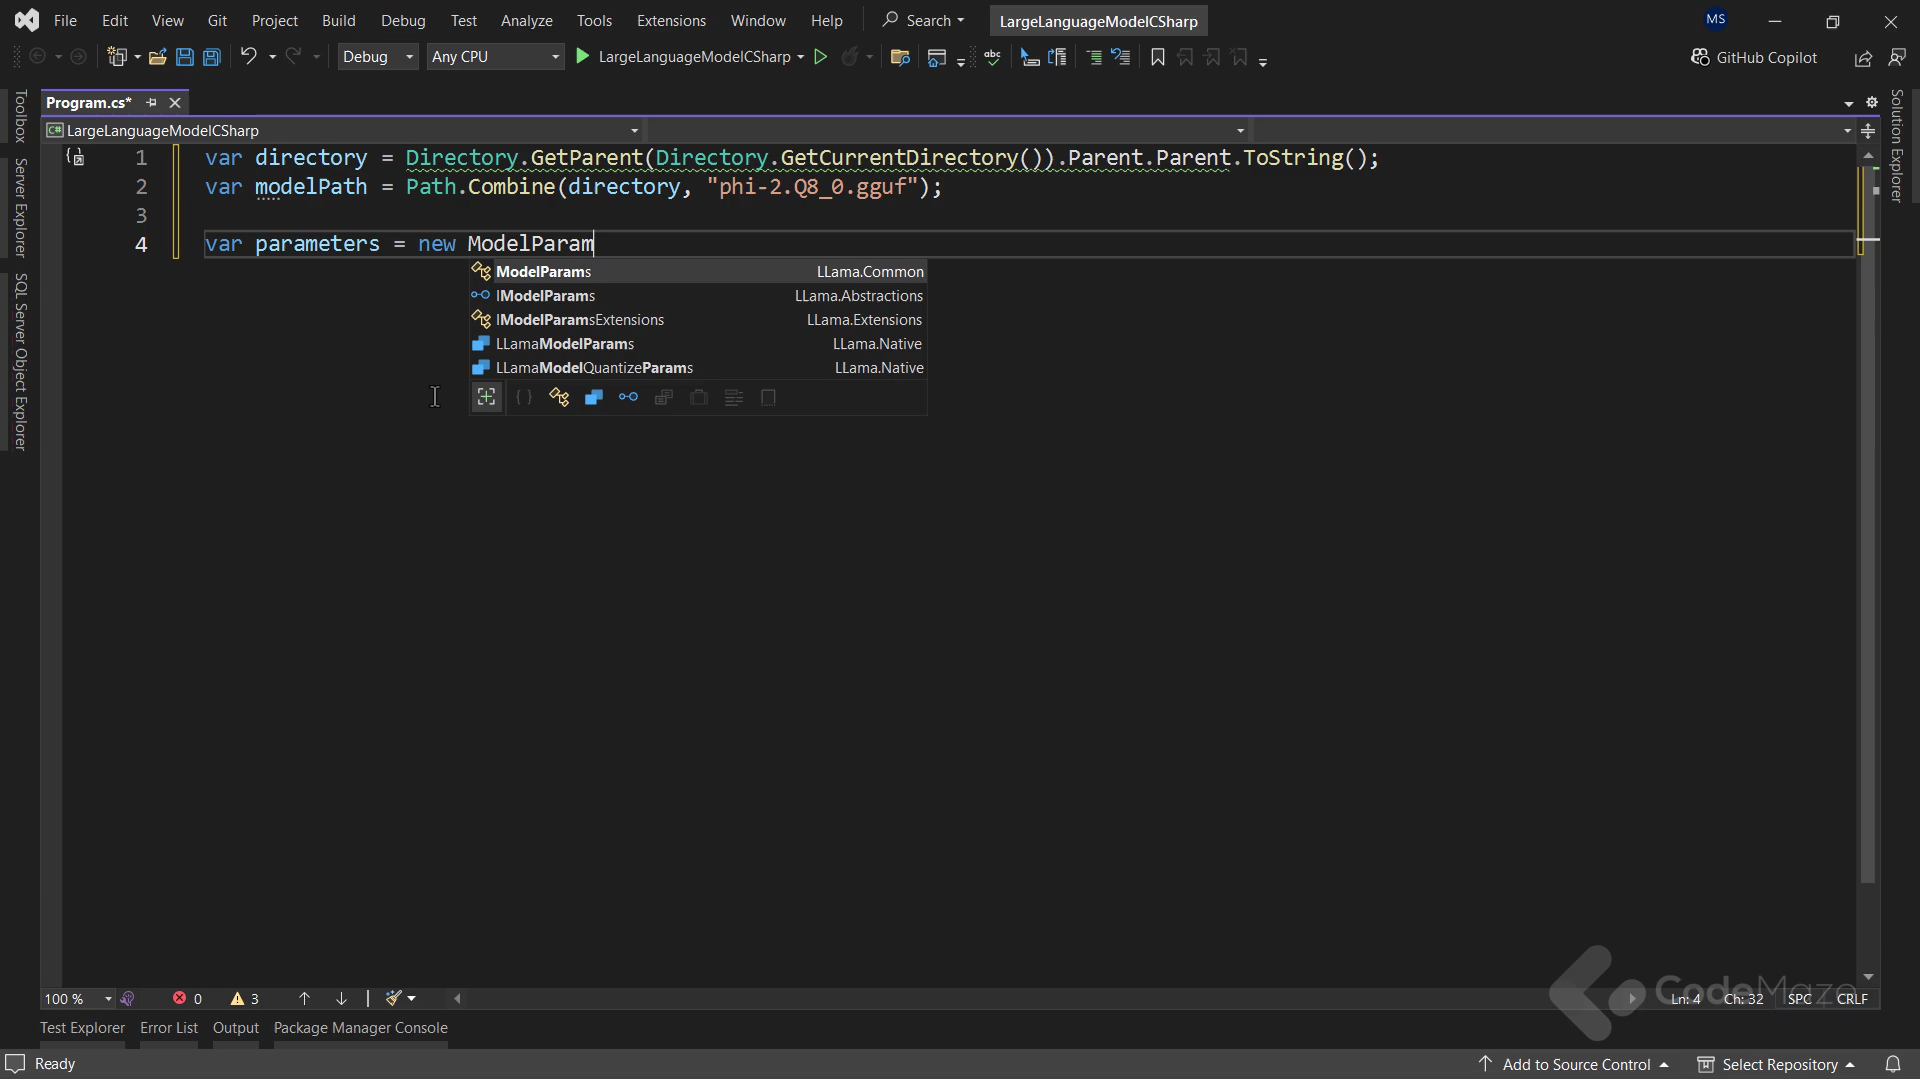 File Edit View Git Project Build Debug Test Analyze Tools Extensions Window Help Search LargeLanguageModelCSharp MS
Debug Any CPU LargeLanguageModelCSharp abc GitHub Copilot
Toolbox
Server Explorer
SQL Server Object Explorer
Solution Explorer
Program.cs*
C# LargeLanguageModelCSharp
1 var directory = Directory.GetParent(Directory.GetCurrentDirectory()).Parent.Parent.ToString();
2 var modelPath = Path.Combine(directory, "phi-2.Q8_0.gguf");
3
4 var parameters = new ModelParam
ModelParams LLama.Common
IModelParams LLama.Abstractions
IModelParamsExtensions LLama.Extensions
LLamaModelParams LLama.Native
LLamaModelQuantizeParams LLama.Native
100 % 0 3 Ln: 4 Ch: 32 SPC CRLF
CodeMaze
Test Explorer Error List Output Package Manager Console
Ready Add to Source Control Select Repository